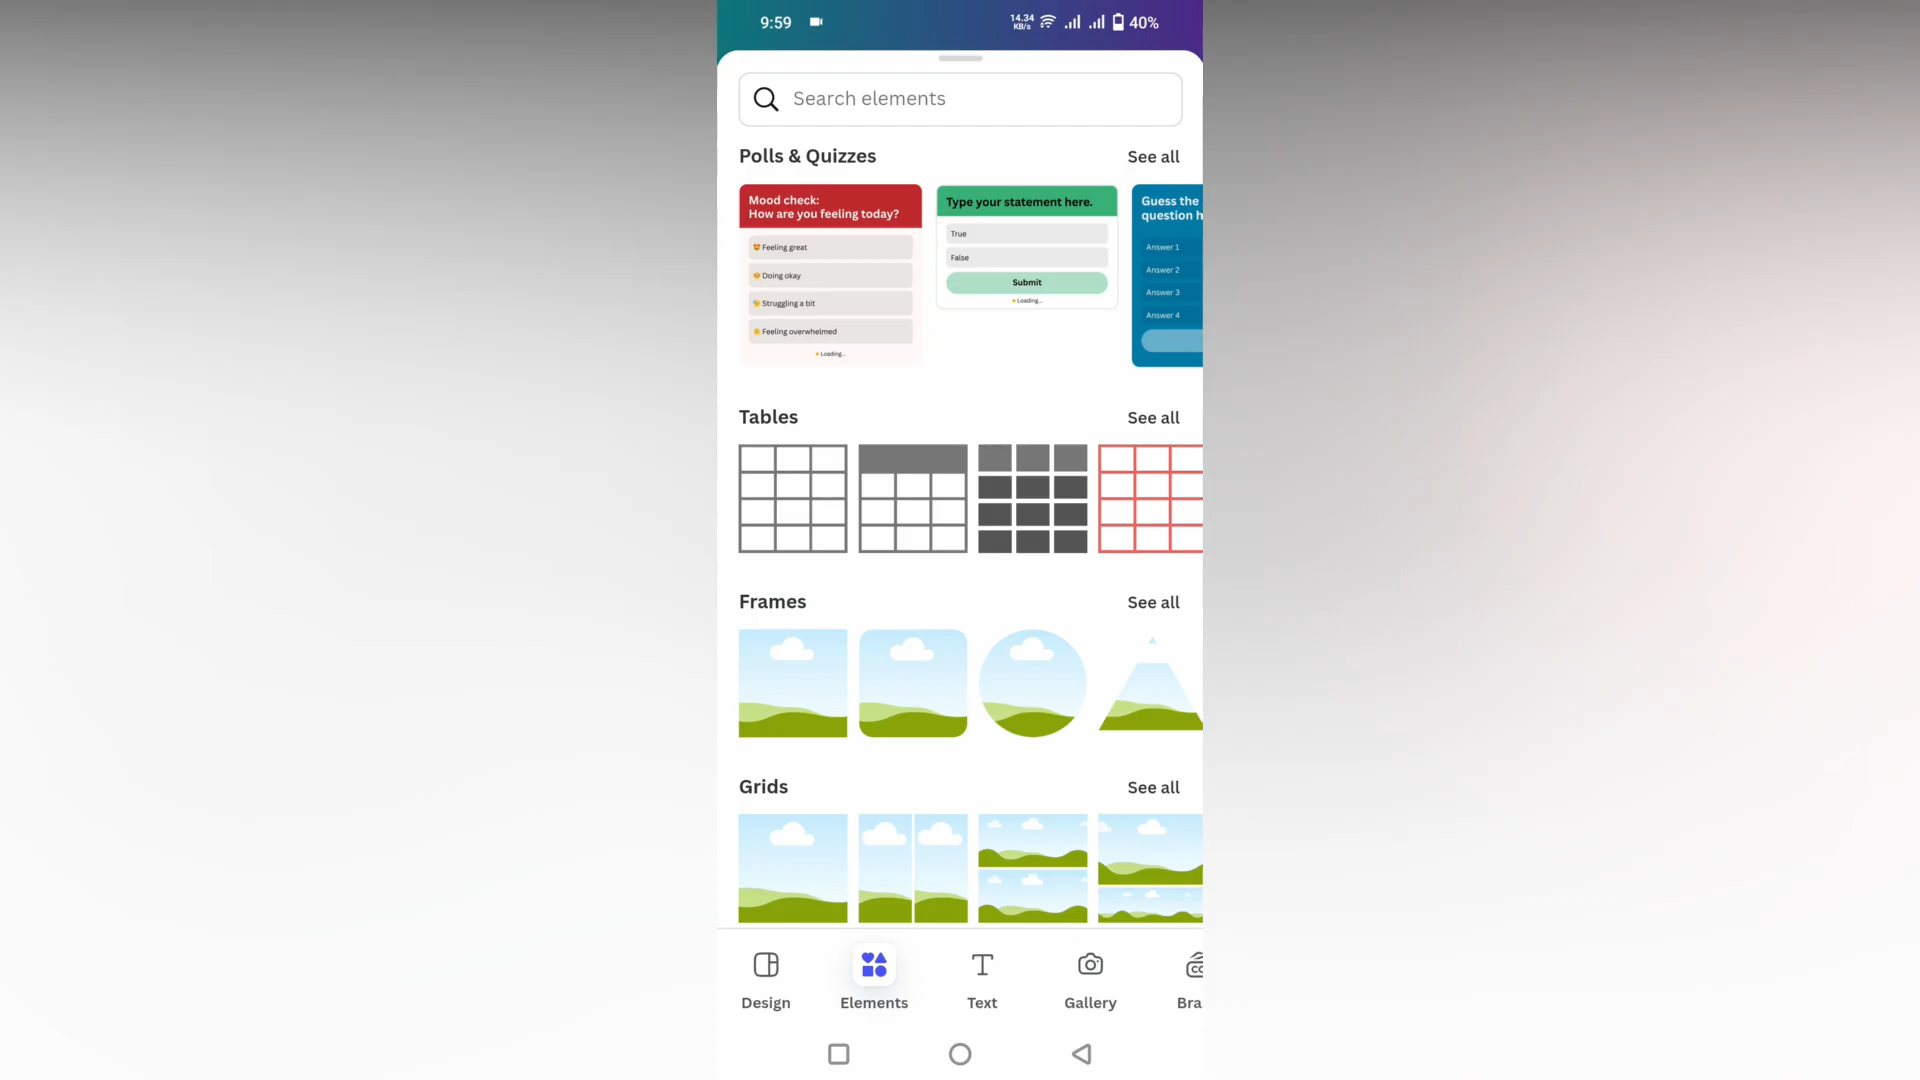 9:59
14.34
KB/s
40%
Search elements
Polls & Quizzes
See all
Mood check:
How are you feeling today?
Feeling great
Doing okay
Struggling a bit
Feeling overwhelmed
Loading...
Type your statement here.
True
False
Submit
Loading...
Guess the
question h
Answer 1
Answer 2
Answer 3
Answer 4
Tables
See all
Frames
See all
Grids
See all
Design
Elements
Text
Gallery
Bra